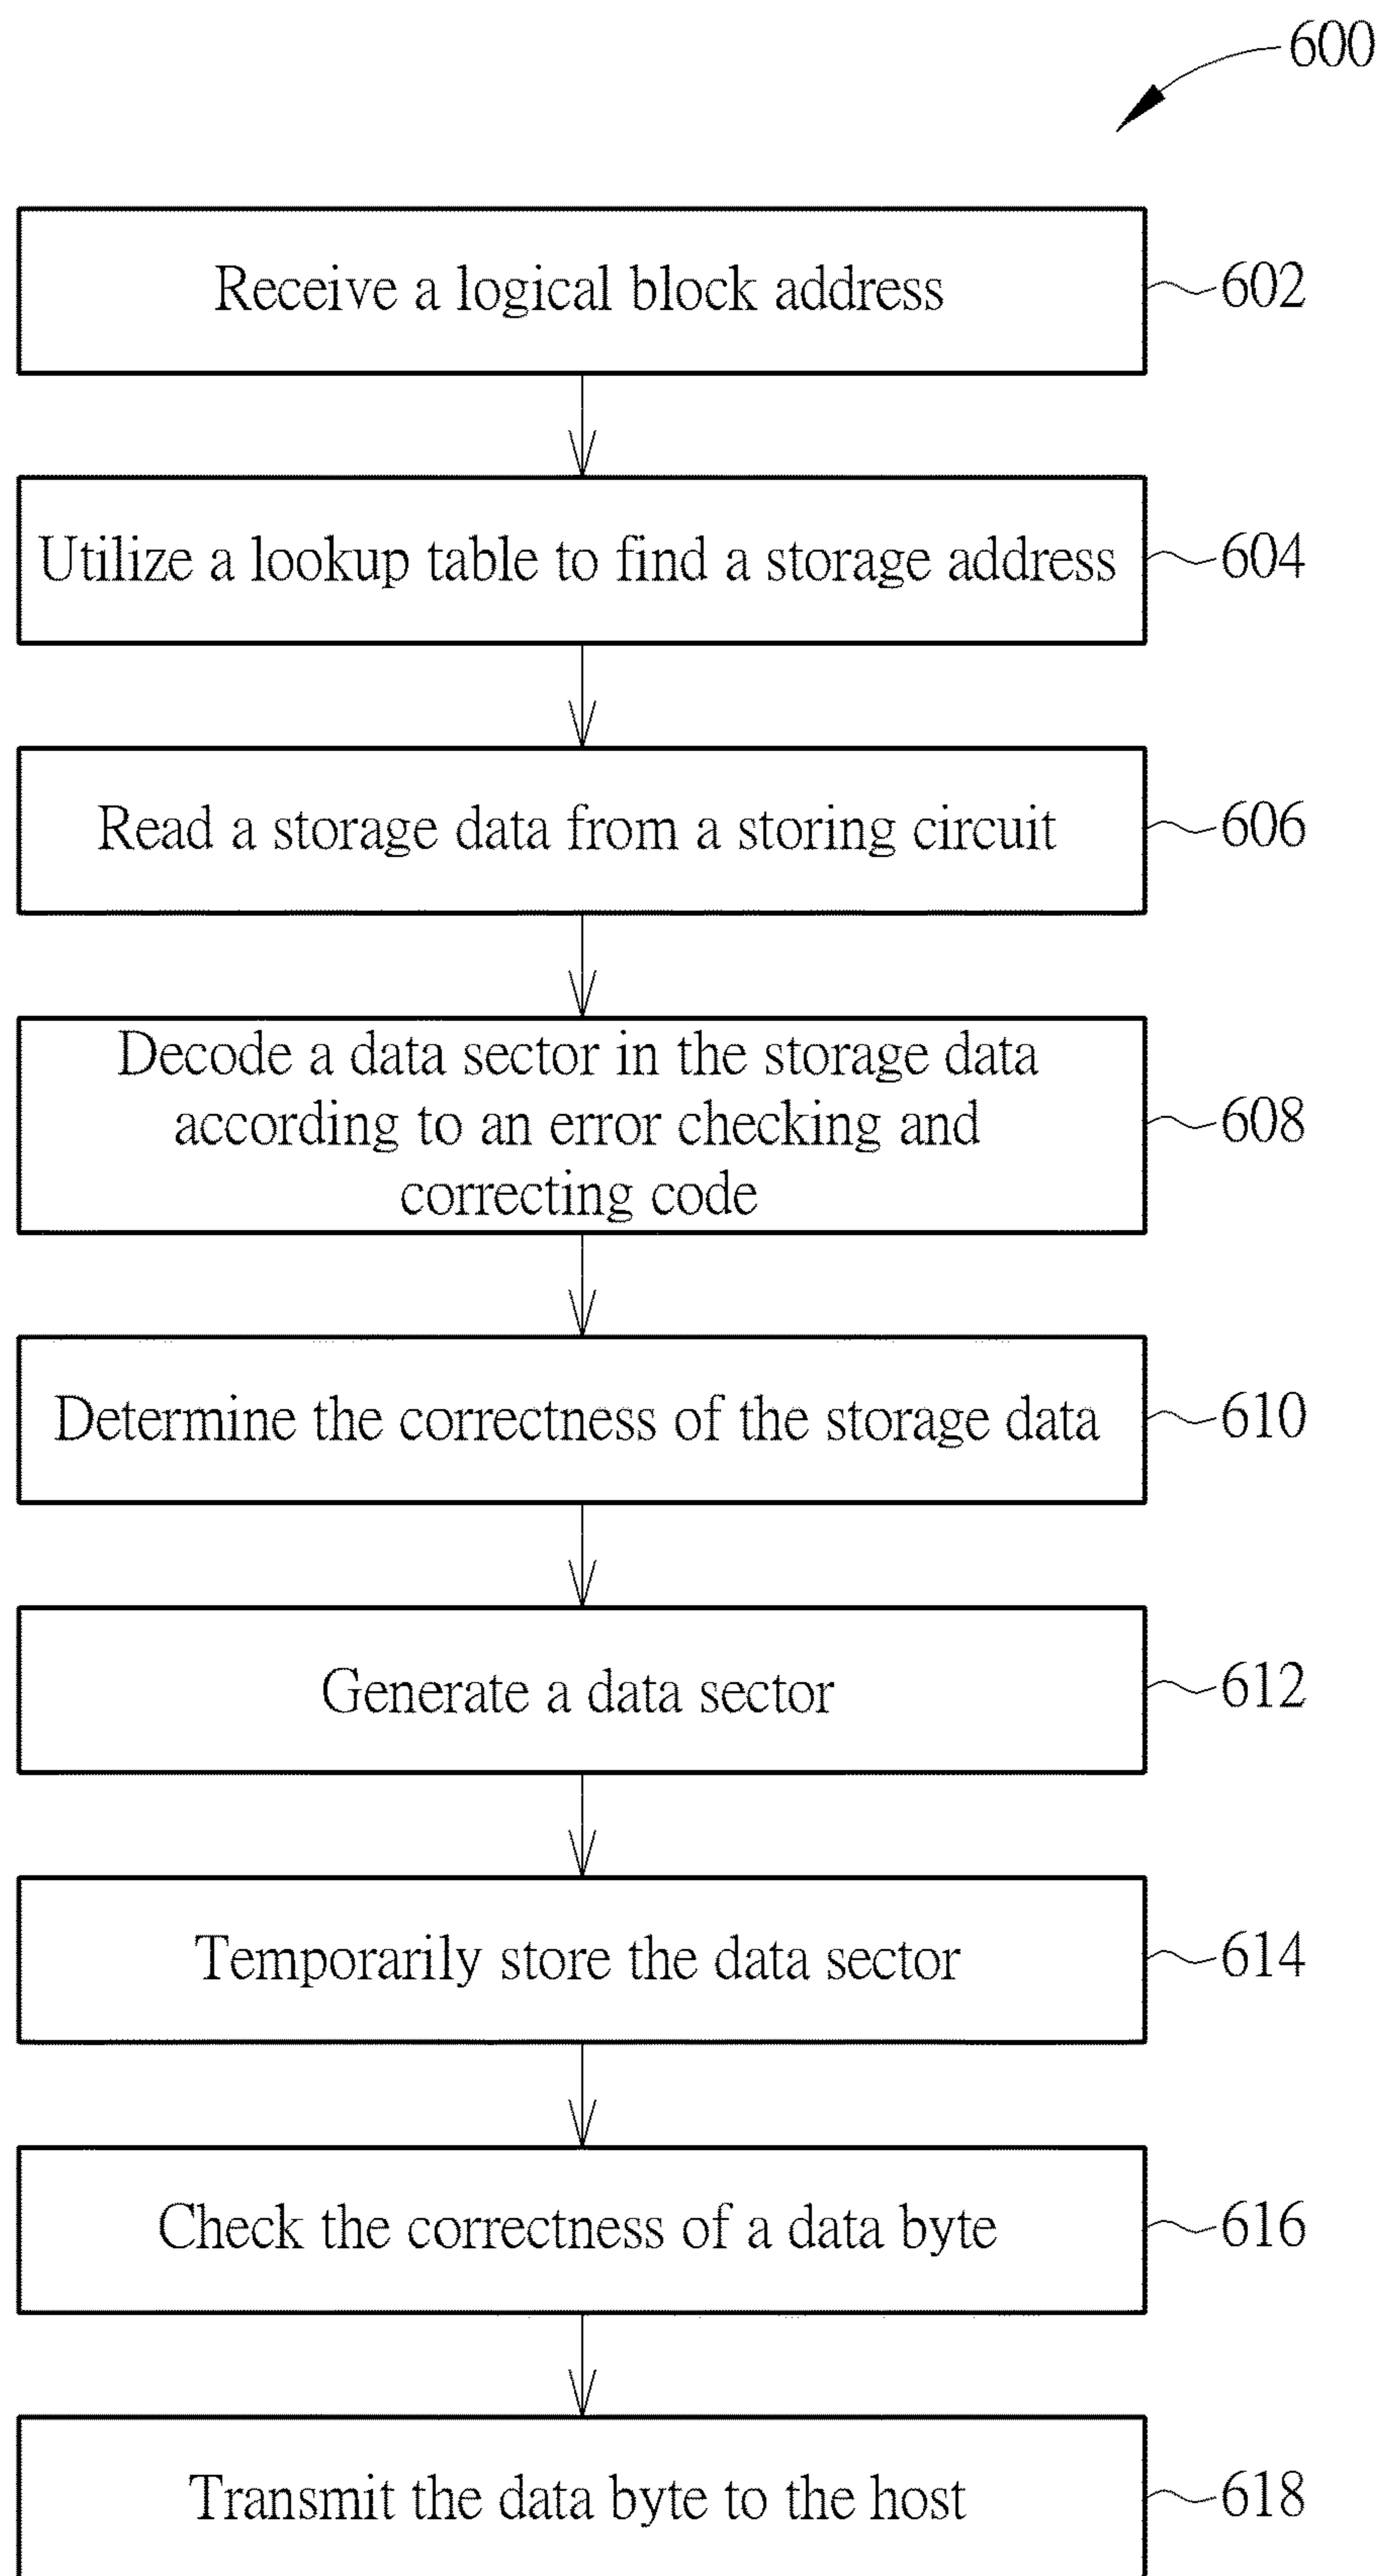 600
Receive a logical block address 602
Utilize a lookup table to find a storage address 604
Read a storage data from a storing circuit 606
Decode a data sector in the storage data
according to an error checking and 608
correcting code
Determine the correctness of the storage data 610
Generate a data sector 612
Temporarily store the data sector 614
Check the correctness of a data byte 616
Transmit the data byte to the host 618